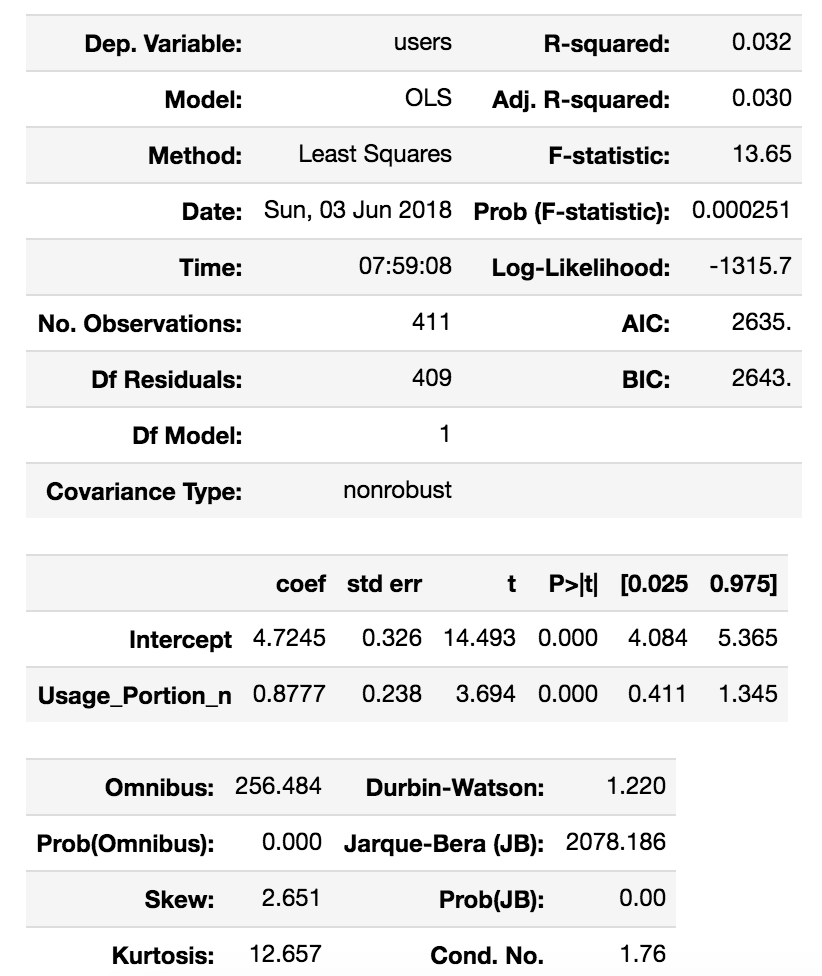 Dep. Variable: users R-squared: 0.032
Model: OLS Adj. R-squared: 0.030
Method: Least Squares F-statistic: 13.65
Date: Sun, 03 Jun 2018 Prob (F-statistic): 0.000251
Time: 07:59:08 Log-Likelihood: -1315.7
No. Observations: 411 AIC: 2635.
Df Residuals: 409 BIC: 2643.
Df Model: 1
Covariance Type: nonrobust
coef std err t P>|t| [0.025 0.975]
Intercept 4.7245 0.326 14.493 0.000 4.084 5.365
Usage_Portion_n 0.8777 0.238 3.694 0.000 0.411 1.345
Omnibus: 256.484 Durbin-Watson: 1.220
Prob(Omnibus): 0.000 Jarque-Bera (JB): 2078.186
Skew: 2.651 Prob(JB): 0.00
Kurtosis: 12.657 Cond. No. 1.76